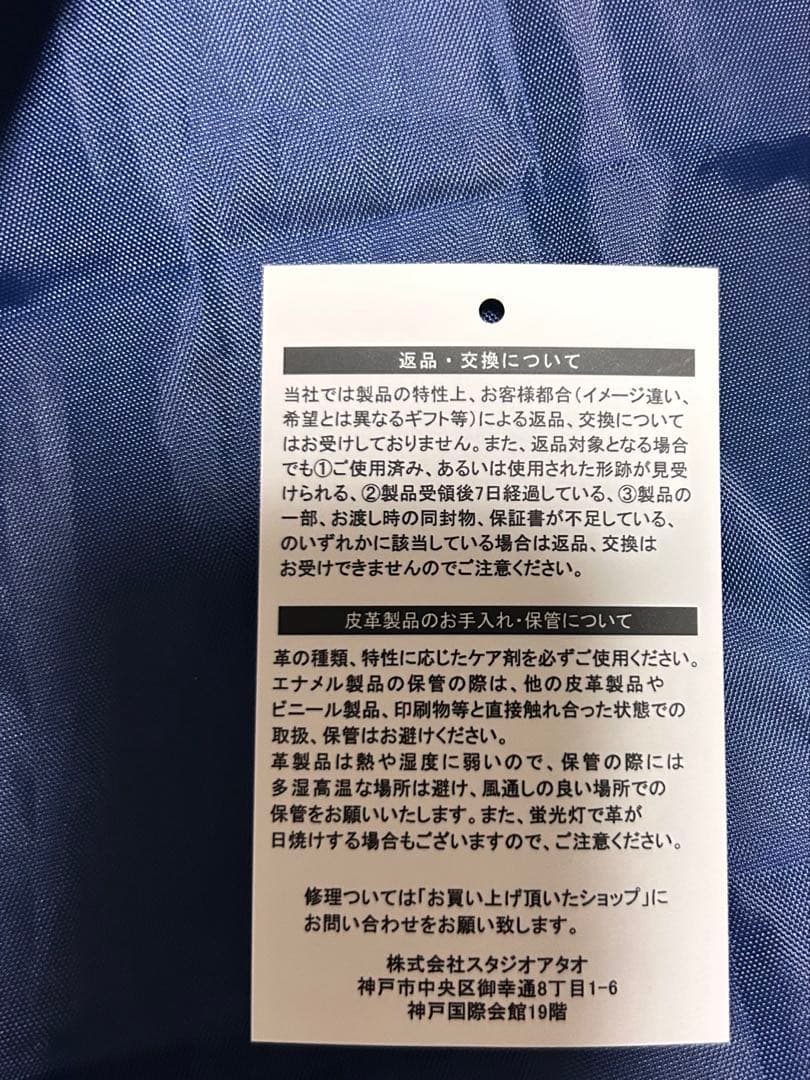 返品・交換について
当社では製品の特性上、お客様都合(イメージ違い、
希望とは異なるギフト等)による返品、交換について
はお受けしておりません。また、返品対象となる場合
でも①ご使用済み、あるいは使用された形跡が見受
けられる、②製品受領後7日経過している、③製品の
一部、お渡し時の同封物、保証書が不足している、
のいずれかに該当している場合は返品、交換は
お受けできませんのでご注意ください。
皮革製品のお手入れ・保管について
革の種類、特性に応じたケア剤を必ずご使用ください。
エナメル製品の保管の際は、他の皮革製品や
ビニール製品、印刷物等と直接触れ合った状態での
取扱、保管はお避けください。
革製品は熱や湿度に弱いので、保管の際には
多湿高温な場所は避け、風通しの良い場所での
保管をお願いいたします。また、蛍光灯で革が
日焼けする場合もございますので、ご注意ください。
修理ついては「お買い上げ頂いたショップ」に
お問い合わせをお願い致します。
株式会社スタジオアタオ
神戸市中央区御幸通8丁目1-6
神戸国際会館19階